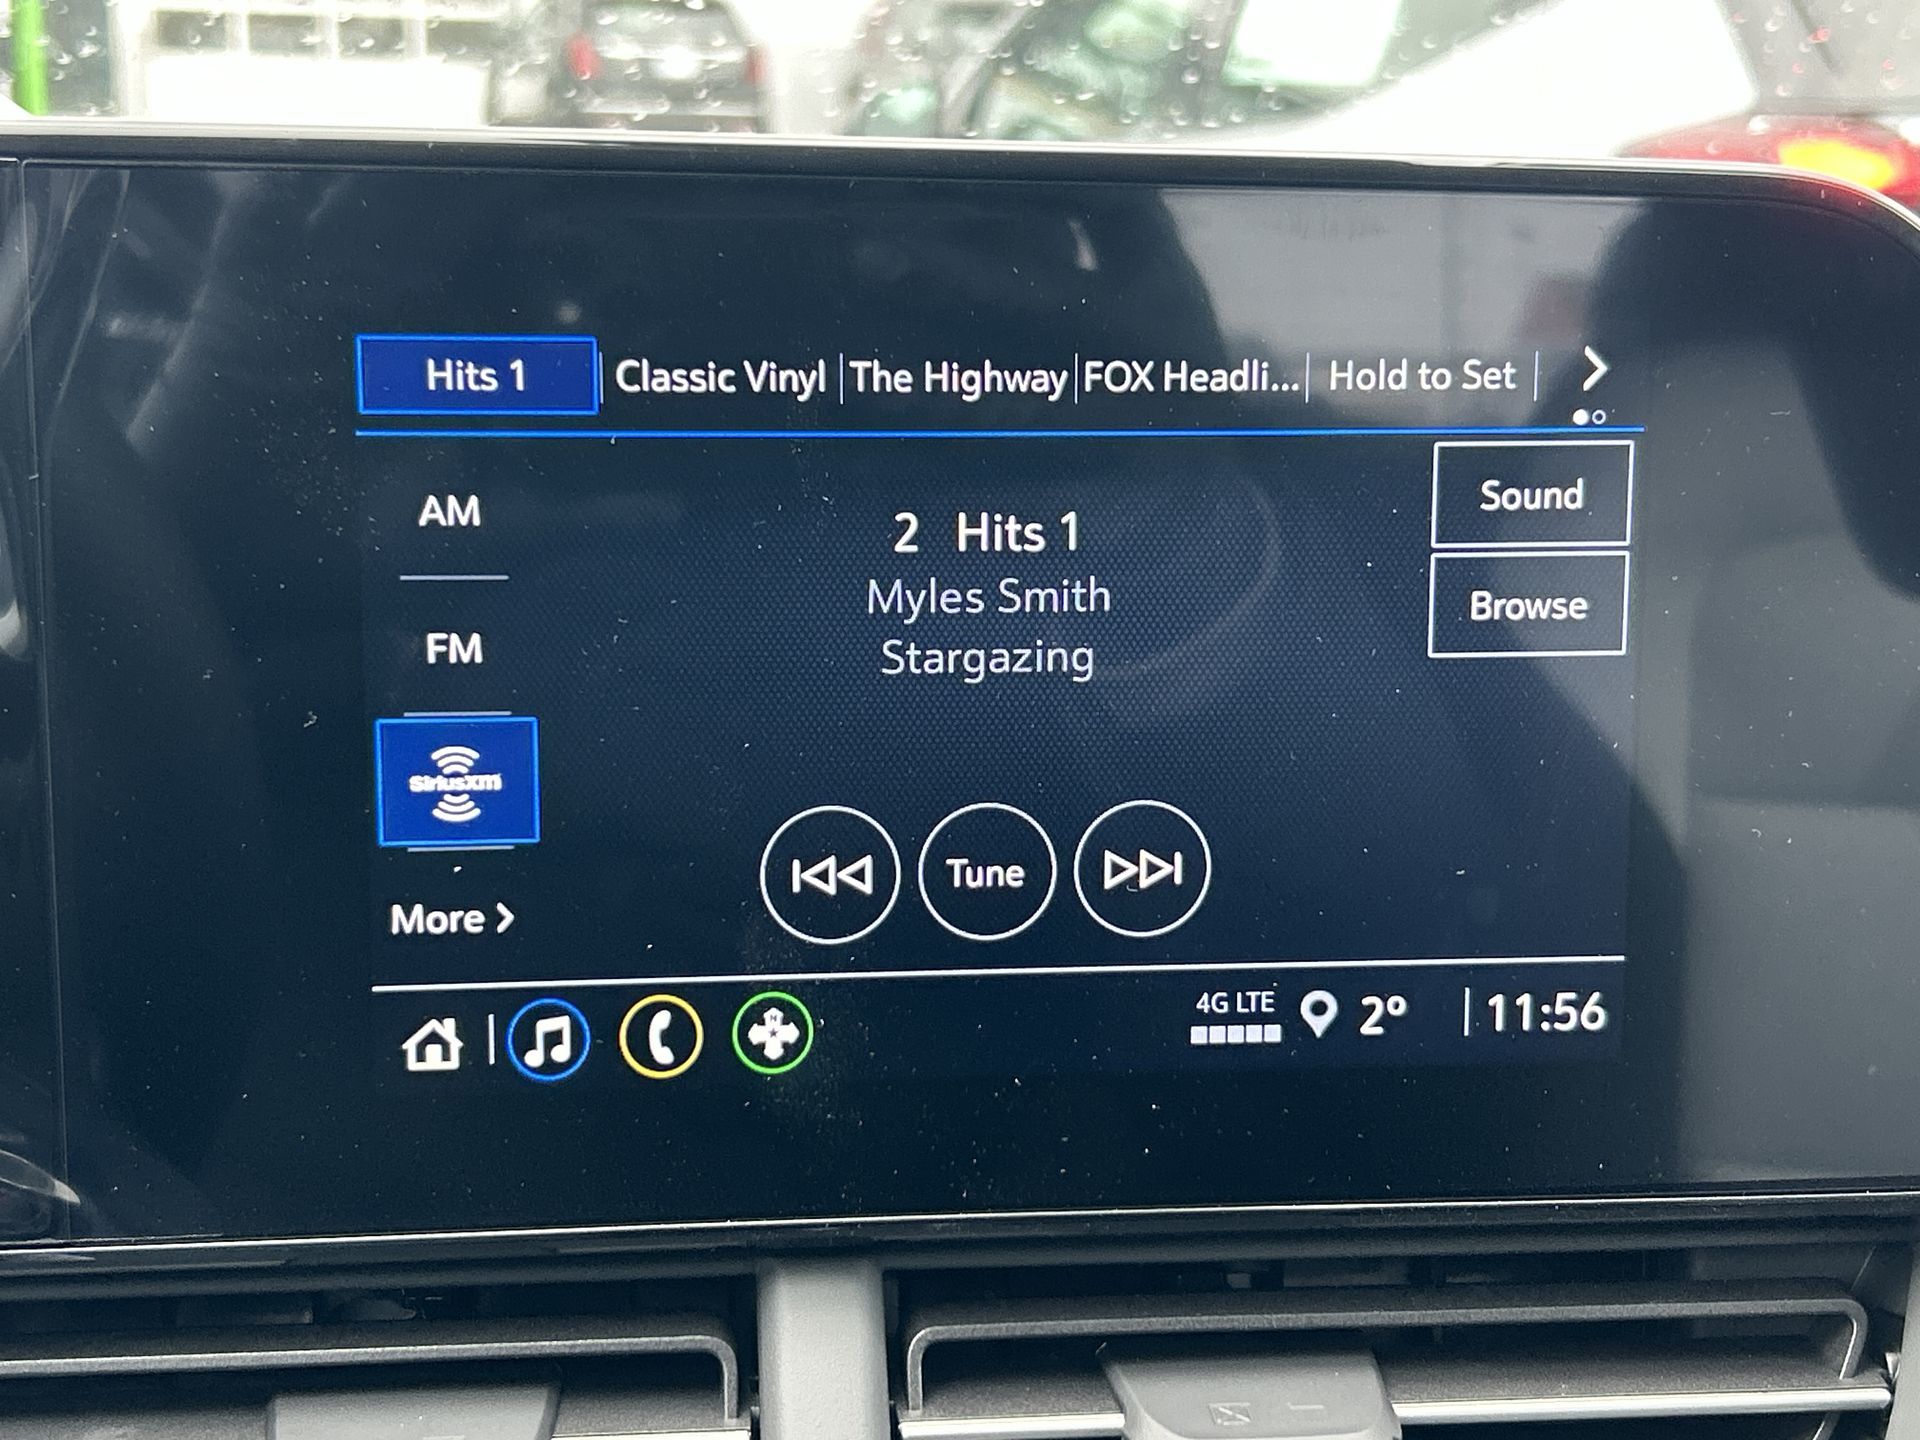 Hits 1 Classic Vinyl The Highway FOX Headli... Hold to Set
Sound
AM
2 Hits 1
Myles Smith
Browse
FM
Stargazing
SiriusXM
Tune
More
4G LTE 2° 11:56
N